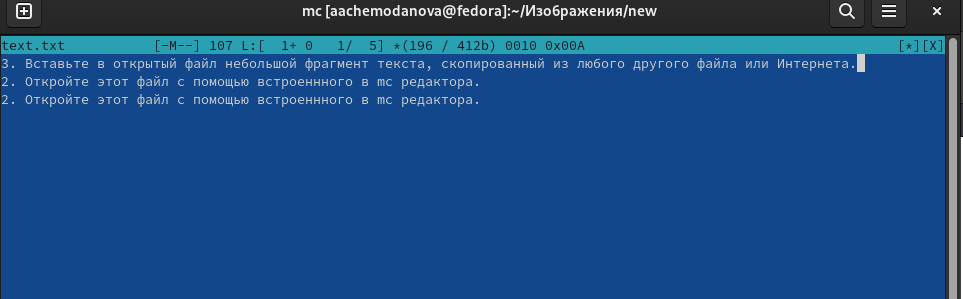 mc [aachemodanova@fedora]:~/Изображения/new
text.txt [-M--] 107 L:[ 1+ 0 1/ 5] *(196 / 412b) 0010 0x00A [*][X]
3. Вставьте в открытый файл небольшой фрагмент текста, скопированный из любого другого файла или Интернета.
2. Откройте этот файл с помощью встроеннного в mc редактора.
2. Откройте этот файл с помощью встроеннного в mc редактора.